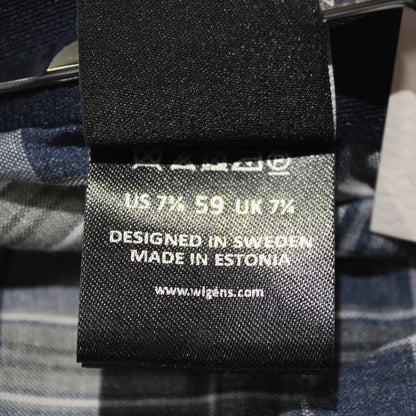 US 7⅜ 59 UK 7¼
DESIGNED IN SWEDEN
MADE IN ESTONIA
www.wigens.com